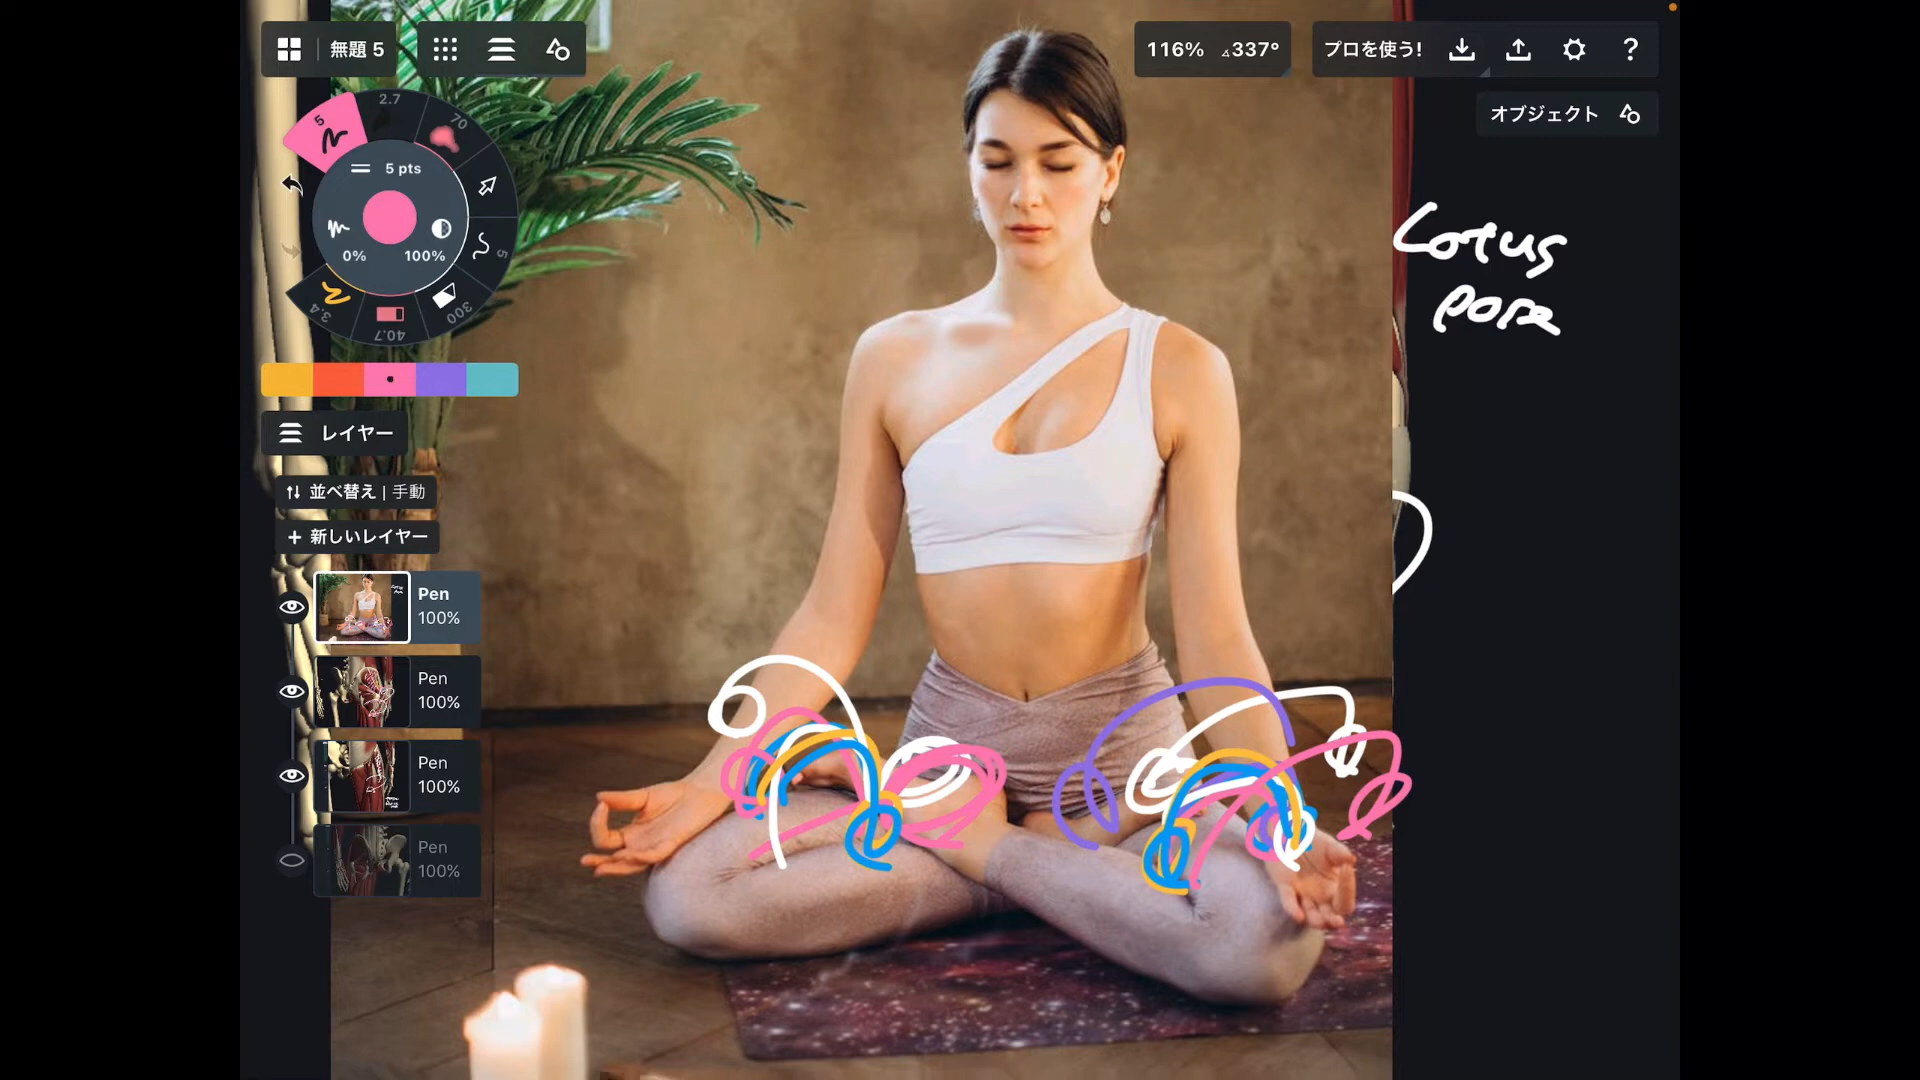 無題 5
116% ⊿337°
プロを使う!
?
オブジェクト
2.7
70
5
5 pts
0%
100%
5
300
40.7
3.4
レイヤー
並べ替え | 手動
+ 新しいレイヤー
Pen
100%
Pen
100%
Pen
100%
Pen
100%
Lotus
pose